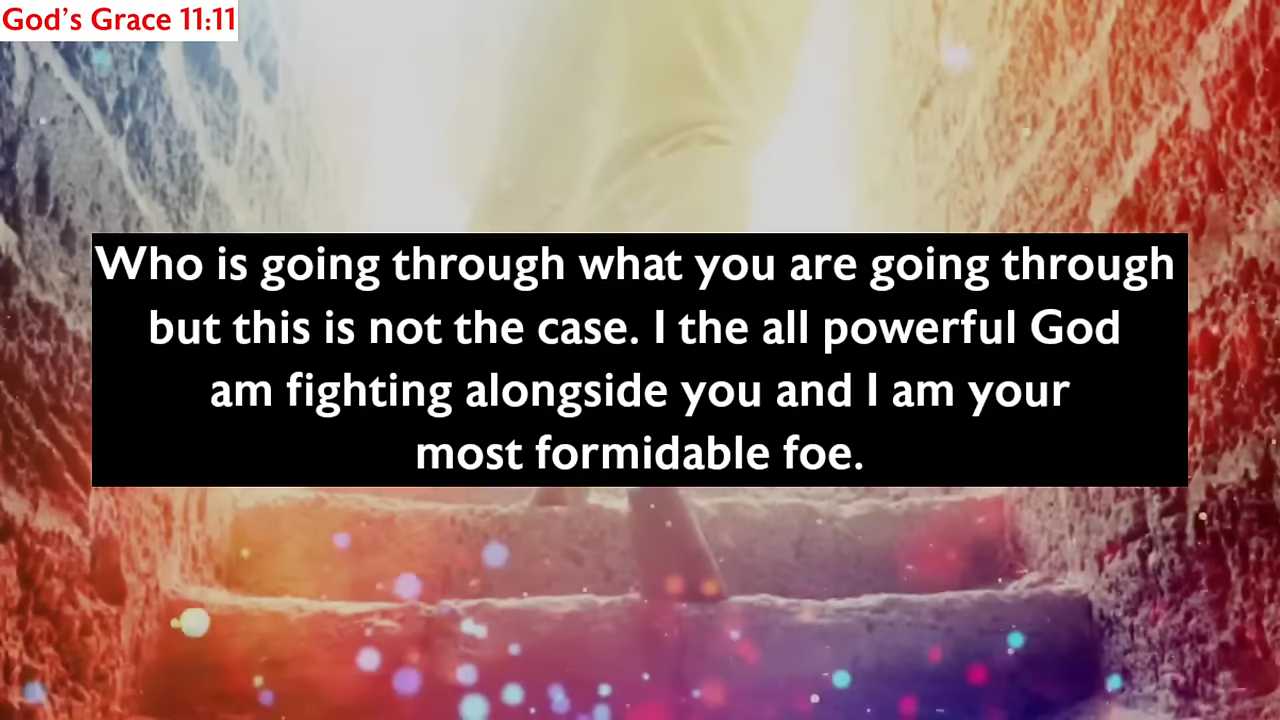 God's Grace 11:11
Who is going through what you are going through
but this is not the case. I the all powerful God
am fighting alongside you and I am your
most formidable foe.